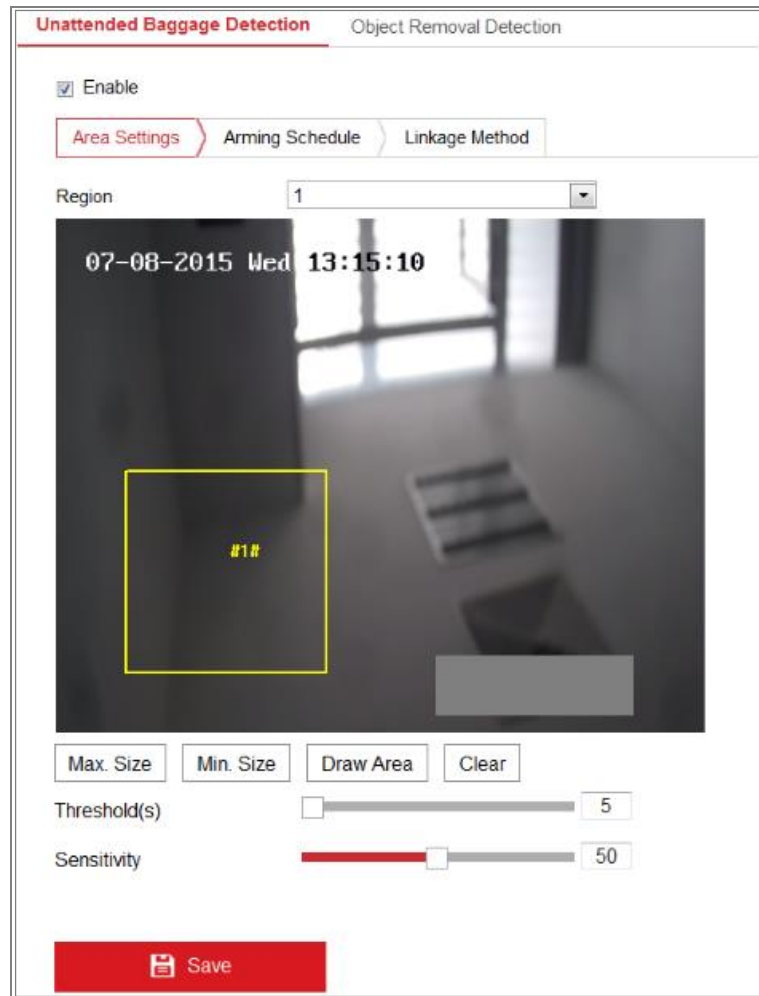 Unattended Baggage Detection Object Removal Detection
Enable
Area Settings Arming Schedule Linkage Method
Region 1
07-08-2015 Wed 13:15:10
#1#
Max. Size Min. Size Draw Area Clear
Threshold(s) 5
Sensitivity 50
Save